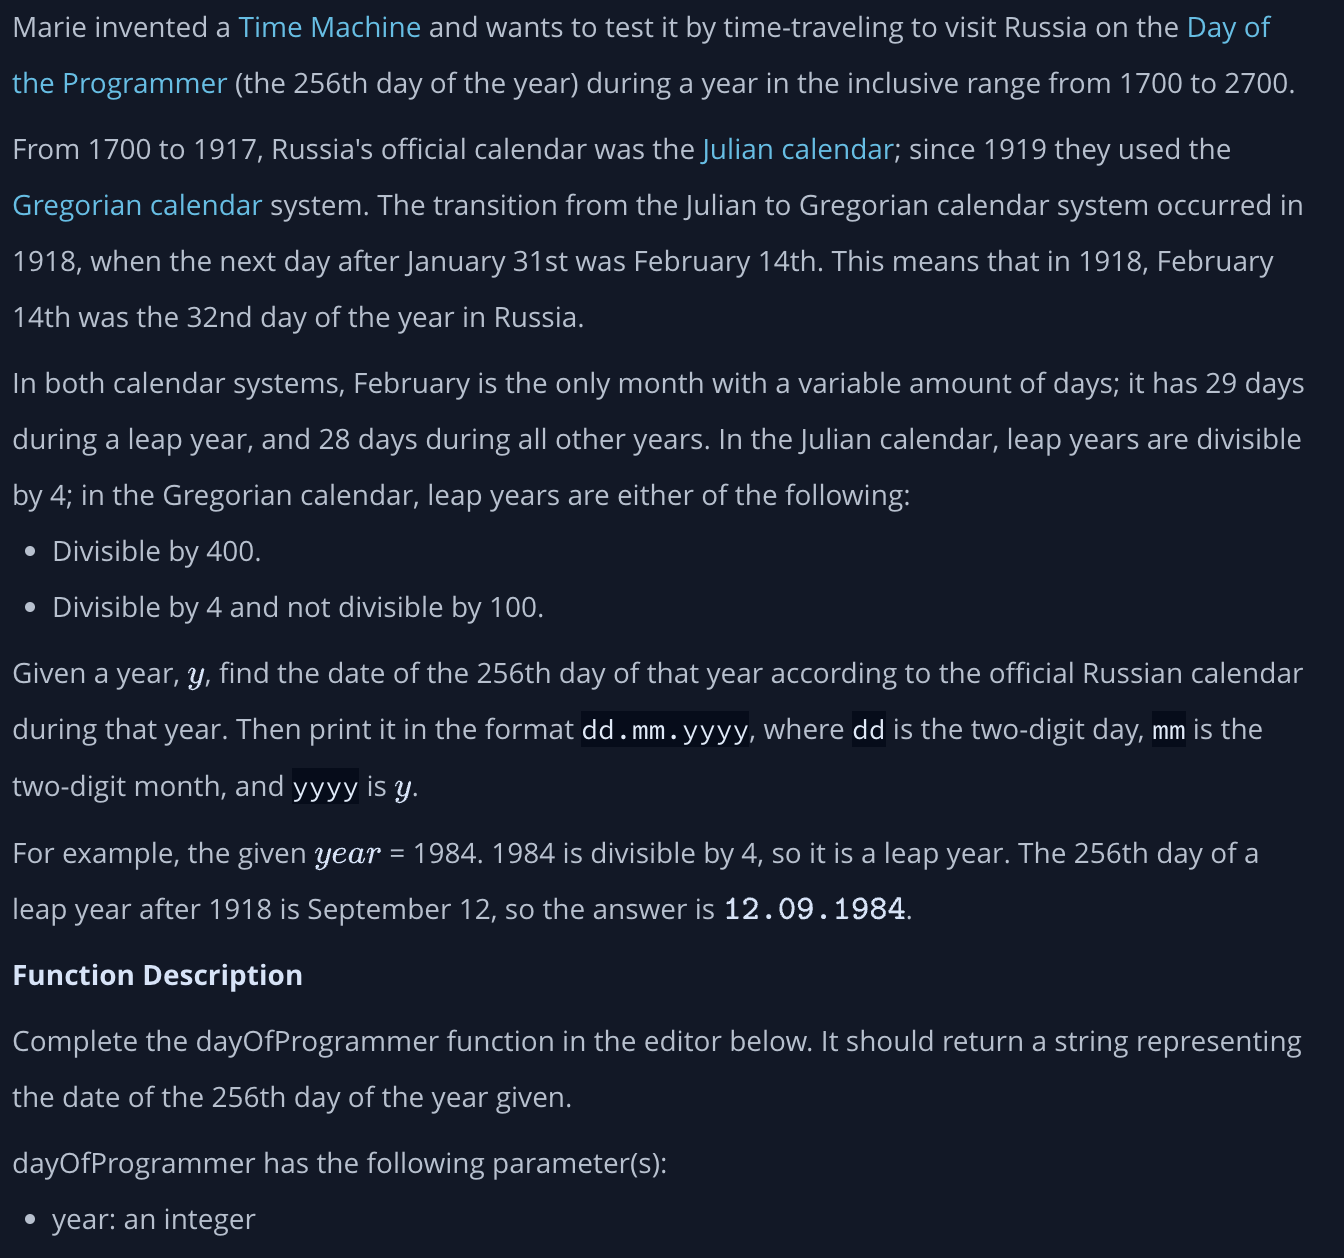 Marie invented a Time Machine and wants to test it by time-traveling to visit Russia on the Day of
the Programmer (the 256th day of the year) during a year in the inclusive range from 1700 to 2700.
From 1700 to 1917, Russia's official calendar was the Julian calendar; since 1919 they used the
Gregorian calendar system. The transition from the Julian to Gregorian calendar system occurred in
1918, when the next day after January 31st was February 14th. This means that in 1918, February
14th was the 32nd day of the year in Russia.
In both calendar systems, February is the only month with a variable amount of days; it has 29 days
during a leap year, and 28 days during all other years. In the Julian calendar, leap years are divisible
by 4; in the Gregorian calendar, leap years are either of the following:
• Divisible by 400.
• Divisible by 4 and not divisible by 100.
Given a year, y, find the date of the 256th day of that year according to the official Russian calendar
during that year. Then print it in the format dd.mm.yyyy, where dd is the two-digit day, mm is the
two-digit month, and yyyy is y.
For example, the given year = 1984. 1984 is divisible by 4, so it is a leap year. The 256th day of a
leap year after 1918 is September 12, so the answer is 12.09.1984.
Function Description
Complete the dayOfProgrammer function in the editor below. It should return a string representing
the date of the 256th day of the year given.
dayOfProgrammer has the following parameter(s):
• year: an integer